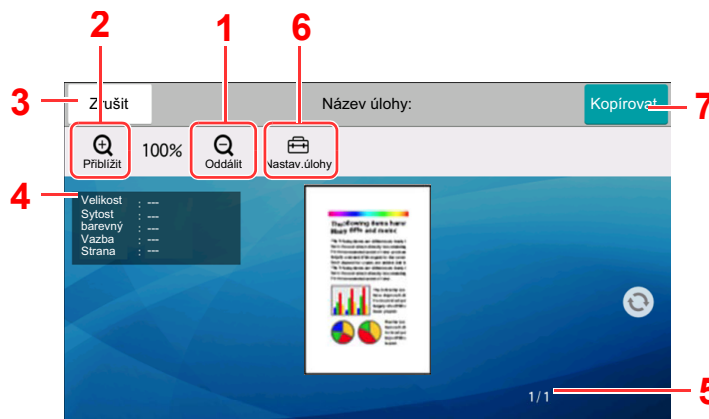 2
1
6
3
Zrušit
Název úlohy:
Kopírovat
7
Přiblížit
100%
Oddálit
Nastav.úlohy
4
Velikost : ---
Sytost : ---
barevný : ---
Vazba : ---
Strana : ---
1/1
5